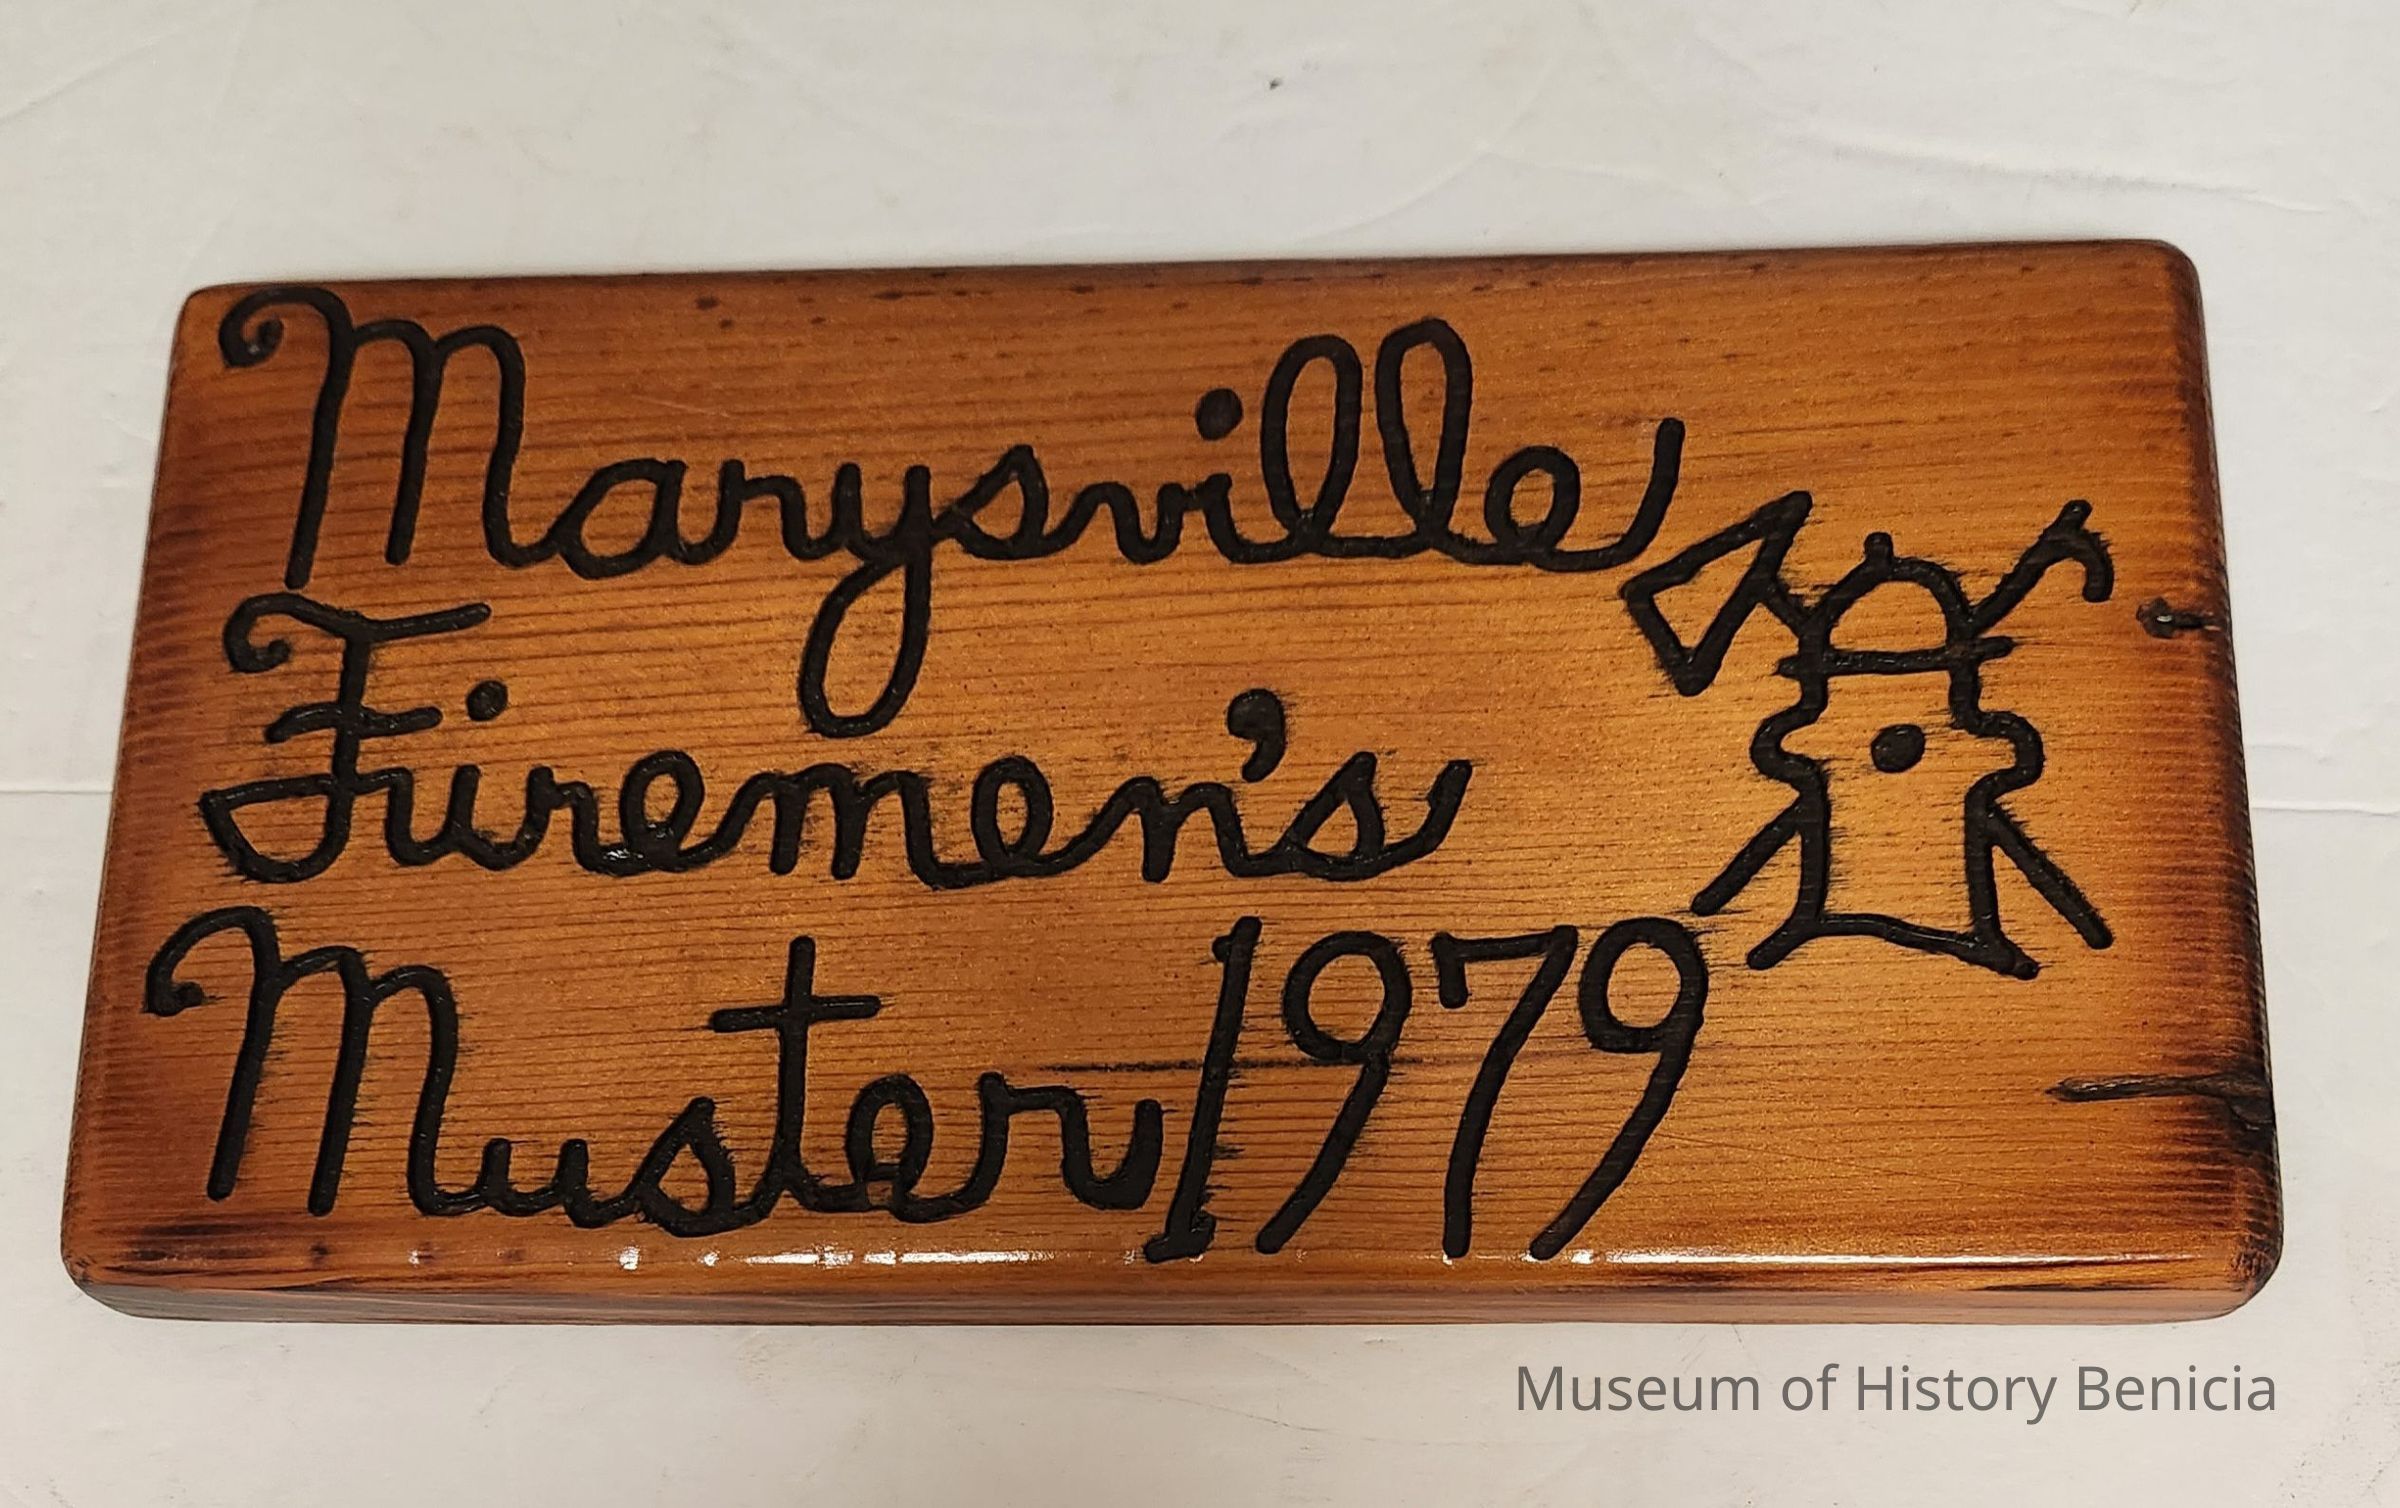 Marysville
Firemen's
Muster 1979
Museum of History Benicia